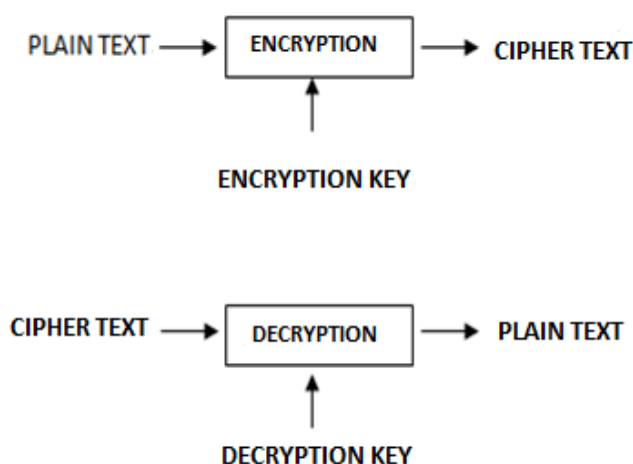 PLAIN TEXT ENCRYPTION CIPHER TEXT
ENCRYPTION KEY
CIPHER TEXT DECRYPTION PLAIN TEXT
DECRYPTION KEY